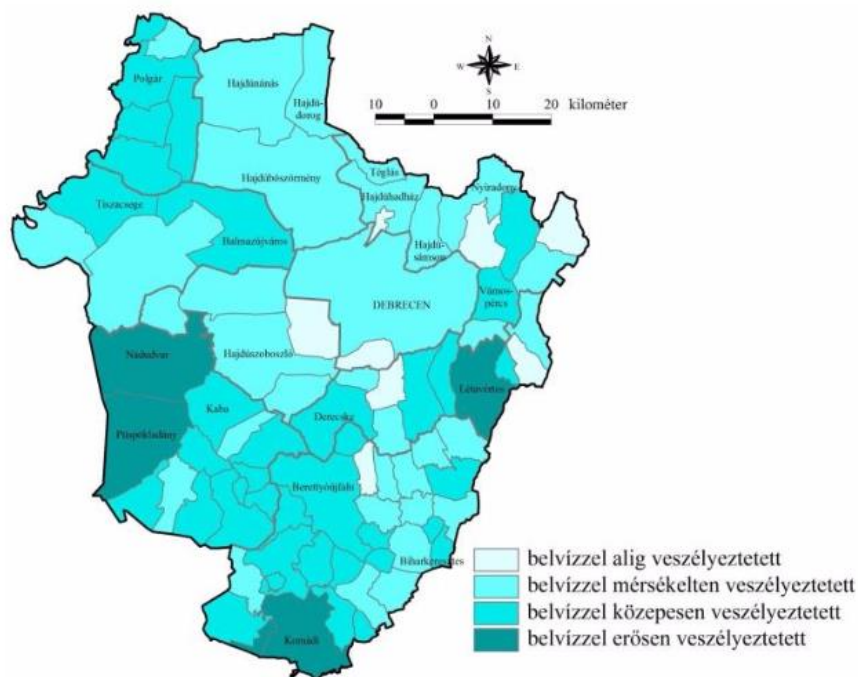 N
W E
S
10 0 10 20 kilométer
Polgár
Hajdúnánás
Hajdú-
dorog
Téglás
Hajdúböszörmény
Hajdúhadház
Nyíradony
Tiszacsege
Balmazújváros
Hajdú-
sámson
DEBRECEN
Vámos-
pércs
Nádudvar
Hajdúszoboszló
Létavértes
Kaba
Derecske
Püspökladány
Berettyóújfalu
Biharkeresztes
Komádi
belvízzel alig veszélyeztetett
belvízzel mérsékelten veszélyeztetett
belvízzel közepesen veszélyeztetett
belvízzel erősen veszélyeztetett